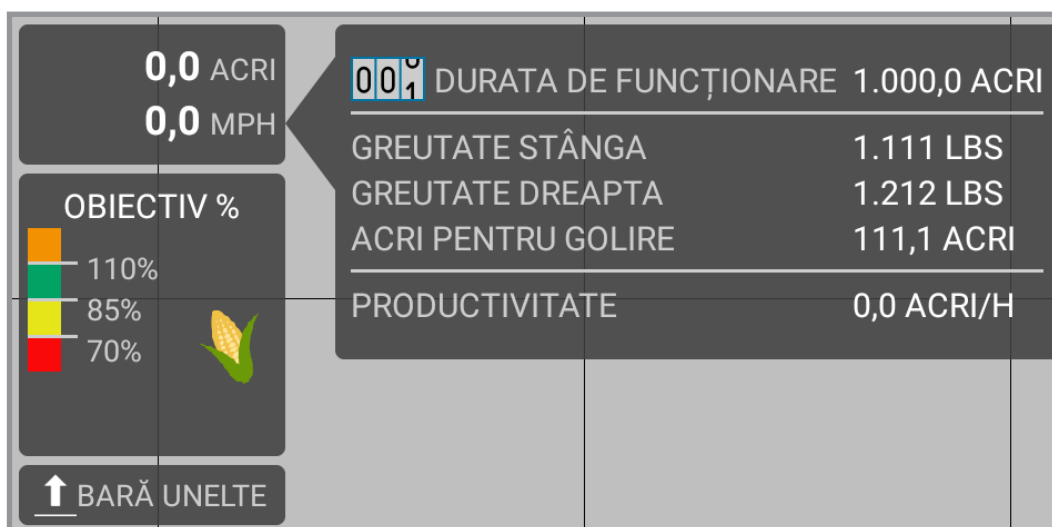 0,0 ACRI
0,0 MPH
OBIECTIV %
110%
85%
70%
BARĂ UNELTE
DURATA DE FUNCȚIONARE 1.000,0 ACRI
GREUTATE STÂNGA 1.111 LBS
GREUTATE DREAPTA 1.212 LBS
ACRI PENTRU GOLIRE 111,1 ACRI
PRODUCTIVITATE 0,0 ACRI/H